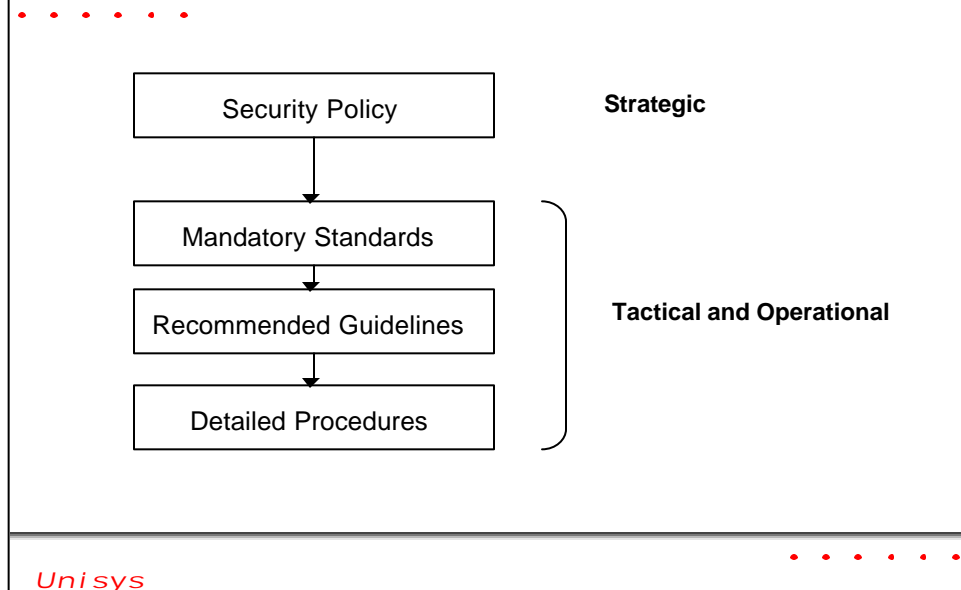 Security Policy
Strategic
Mandatory Standards
Recommended Guidelines
Tactical and Operational
Detailed Procedures
Unisys